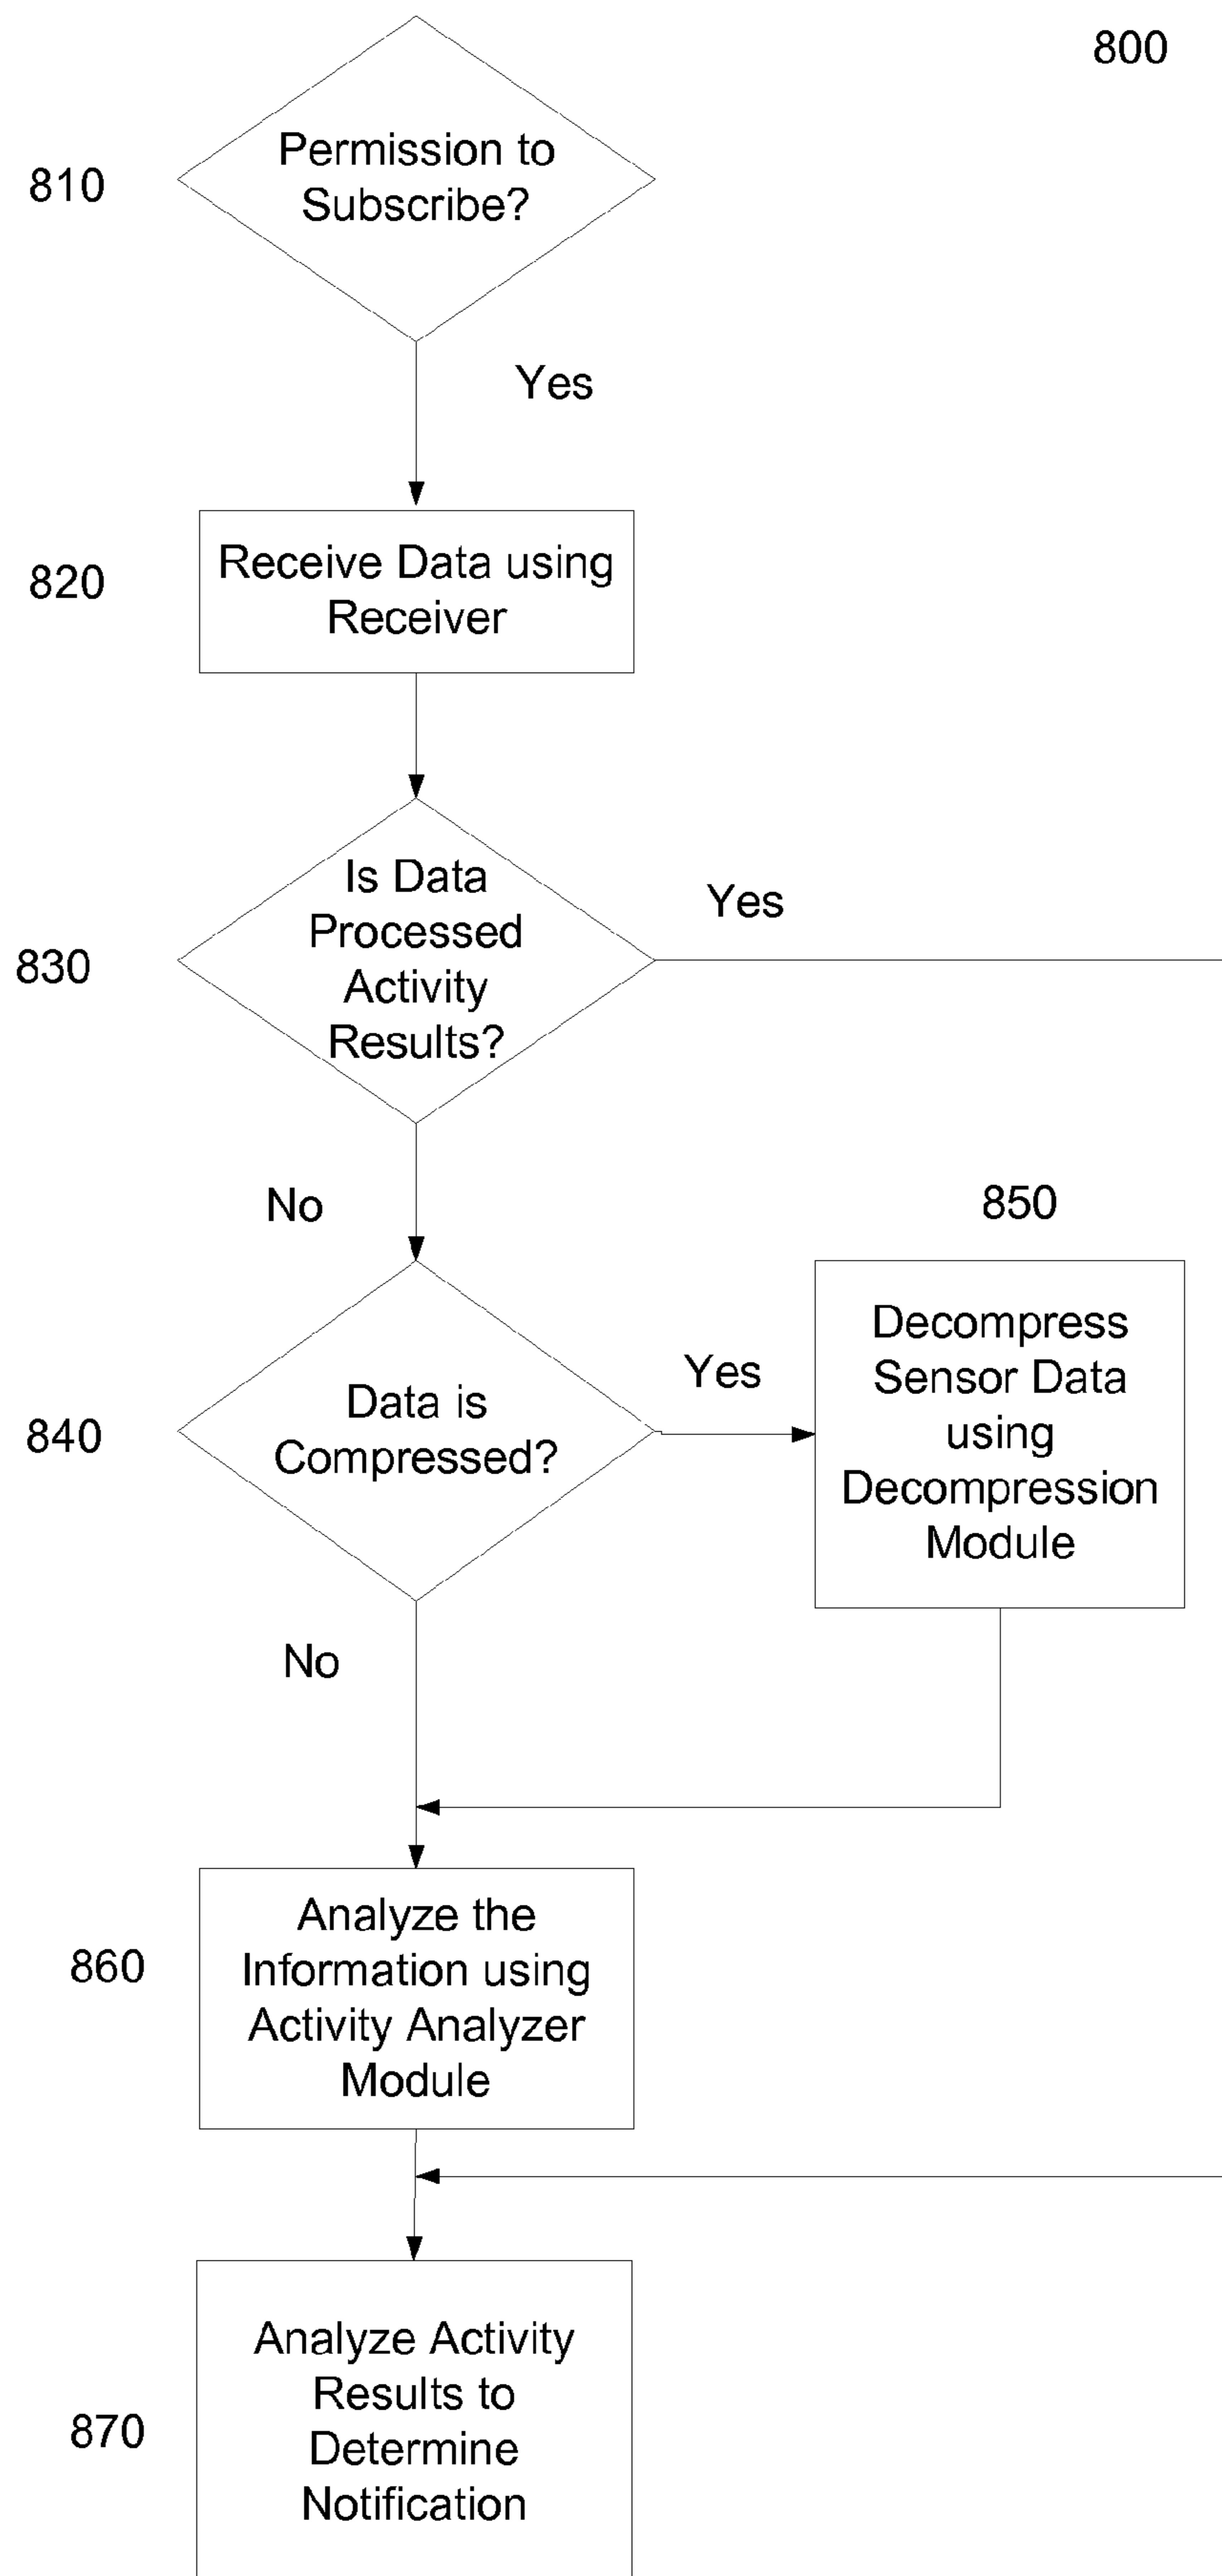 800
810
Permission to
Subscribe?
Yes
820
Receive Data using
Receiver
830
Is Data
Processed
Activity
Results?
Yes
No
840
Data is
Compressed?
Yes
850
Decompress
Sensor Data
using
Decompression
Module
No
860
Analyze the
Information using
Activity Analyzer
Module
870
Analyze Activity
Results to
Determine
Notification